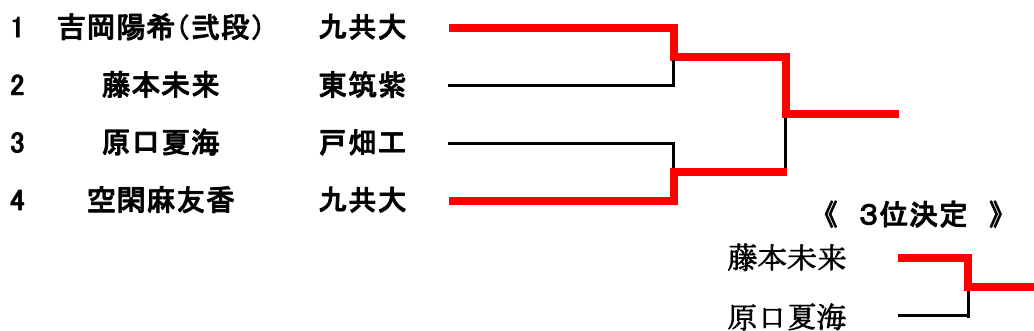 1 吉岡陽希(弐段) 九共大
2 藤本未来 東筑紫
3 原口夏海 戸畑工
4 空閑麻友香 九共大
《 3位決定 》
藤本未来
原口夏海